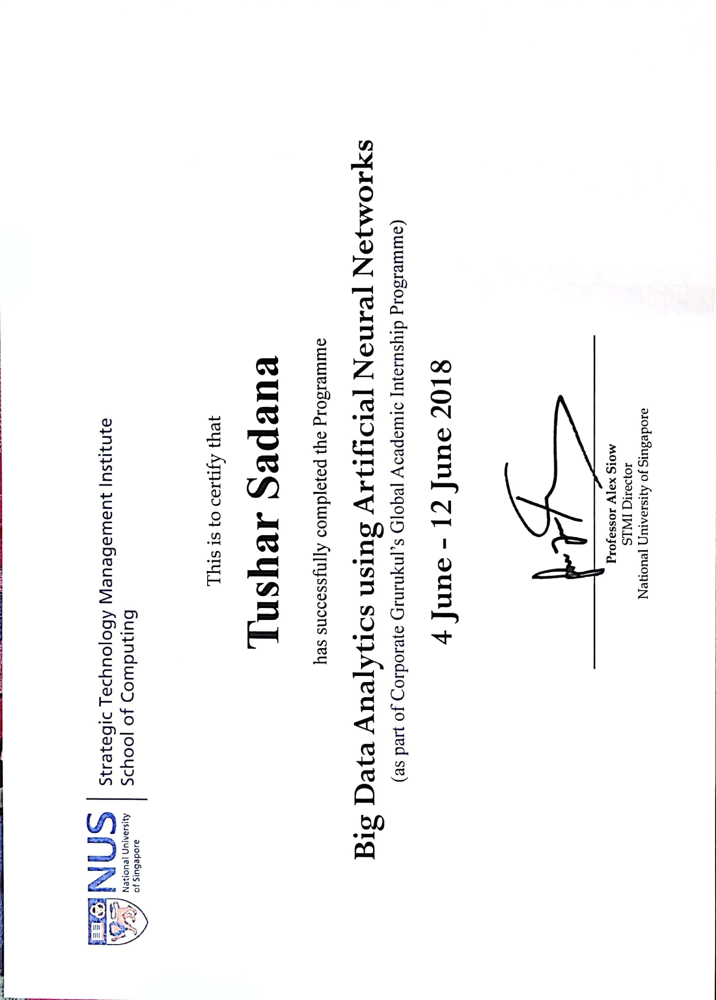 NUS
National University
of Singapore
Strategic Technology Management Institute
School of Computing
This is to certify that
Tushar Sadana
has successfully completed the Programme
Big Data Analytics using Artificial Neural Networks
(as part of Corporate Grurukul's Global Academic Internship Programme)
4 June - 12 June 2018
Professor Alex Siow
STMI Director
National University of Singapore